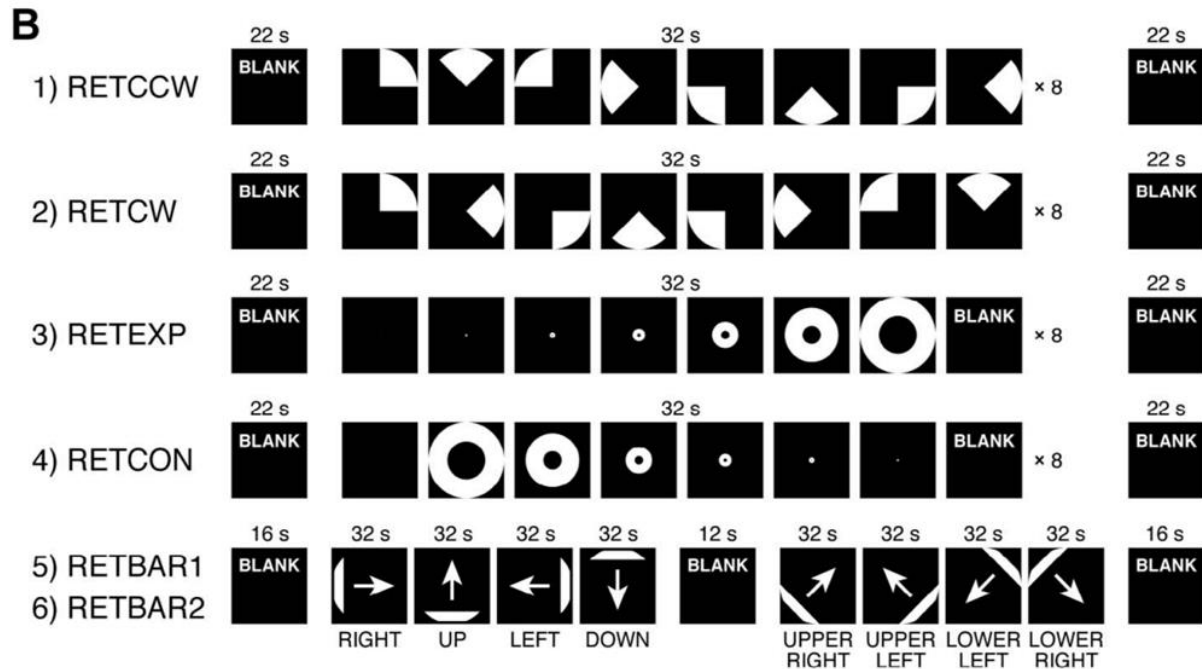 B
22 s 32 s 22 s
1) RETCCW BLANK × 8 BLANK
22 s 32 s 22 s
2) RETCW BLANK × 8 BLANK
22 s 32 s 22 s
3) RETEXP BLANK BLANK × 8 BLANK
22 s 32 s 22 s
4) RETCON BLANK BLANK × 8 BLANK
16 s 32 s 32 s 32 s 32 s 12 s 32 s 32 s 32 s 32 s 16 s
5) RETBAR1 BLANK BLANK BLANK
6) RETBAR2
RIGHT UP LEFT DOWN UPPER UPPER LOWER LOWER
RIGHT LEFT LEFT RIGHT